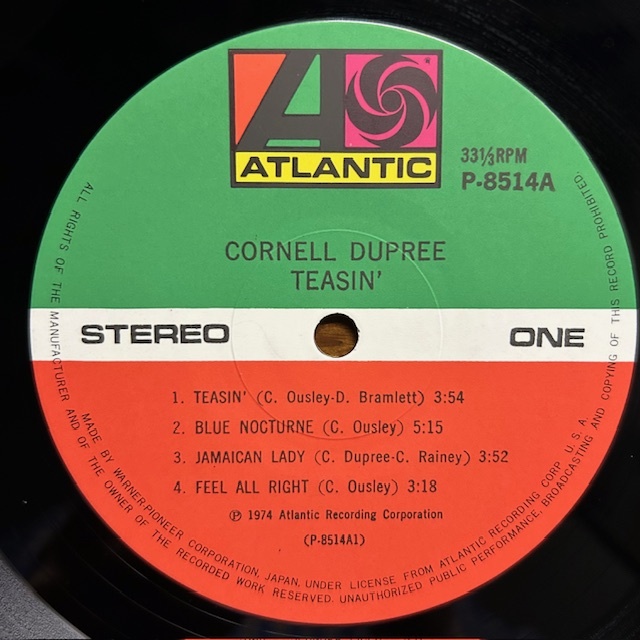 ATLANTIC
33⅓RPM
P-8514A
CORNELL DUPREE
TEASIN'
STEREO
ONE
1. TEASIN' (C. Ousley-D. Bramlett) 3:54
2. BLUE NOCTURNE (C. Ousley) 5:15
3. JAMAICAN LADY (C. Dupree-C. Rainey) 3:52
4. FEEL ALL RIGHT (C. Ousley) 3:18
Ⓟ 1974 Atlantic Recording Corporation
(P-8514A1)
MADE BY WARNER-PIONEER CORPORATION, JAPAN, UNDER LICENSE FROM ATLANTIC RECORDING CORP. U.S.A.
ALL RIGHTS OF THE MANUFACTURER AND OF THE OWNER OF THE RECORDED WORK RESERVED. UNAUTHORIZED PUBLIC PERFORMANCE, BROADCASTING AND COPYING OF THIS RECORD PROHIBITED.